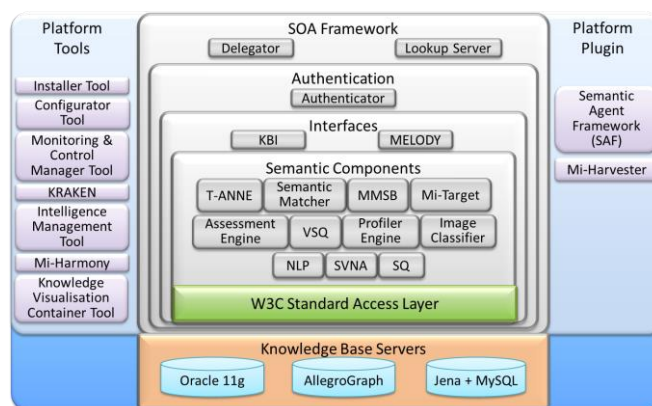 Platform
Tools
Installer Tool
Configurator
Tool
Monitoring &
Control
Manager Tool
KRAKEN
Intelligence
Management
Tool
Mi-Harmony
Knowledge
Visualisation
Container Tool
SOA Framework
Delegator
Lookup Server
Authentication
Authenticator
Interfaces
KBI
MELODY
Semantic Components
T-ANNE
Semantic
Matcher
MMSB
Mi-Target
Assessment
Engine
VSQ
Profiler
Engine
Image
Classifier
NLP
SVNA
SQ
W3C Standard Access Layer
Knowledge Base Servers
Oracle 11g
AllegroGraph
Jena + MySQL
Platform
Plugin
Semantic
Agent
Framework
(SAF)
Mi-Harvester